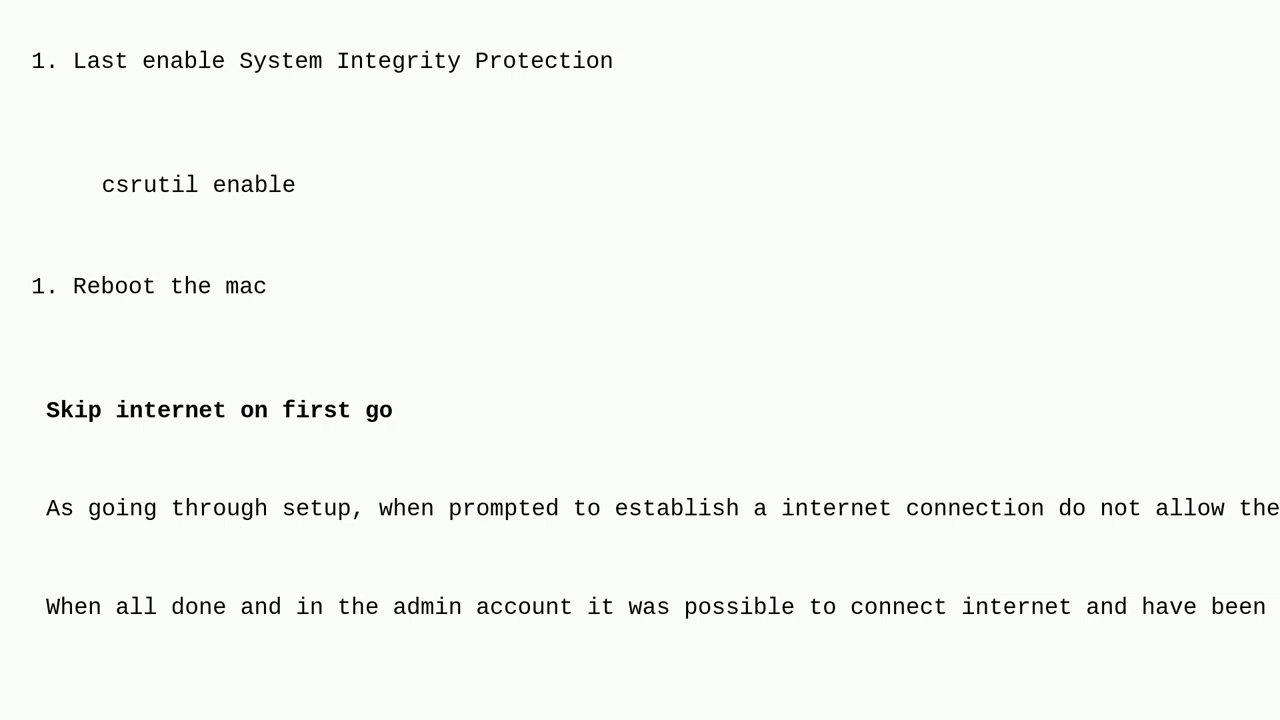 1. Last enable System Integrity Protection
csrutil enable
1. Reboot the mac
Skip internet on first go
As going through setup, when prompted to establish a internet connection do not allow the
When all done and in the admin account it was possible to connect internet and have been